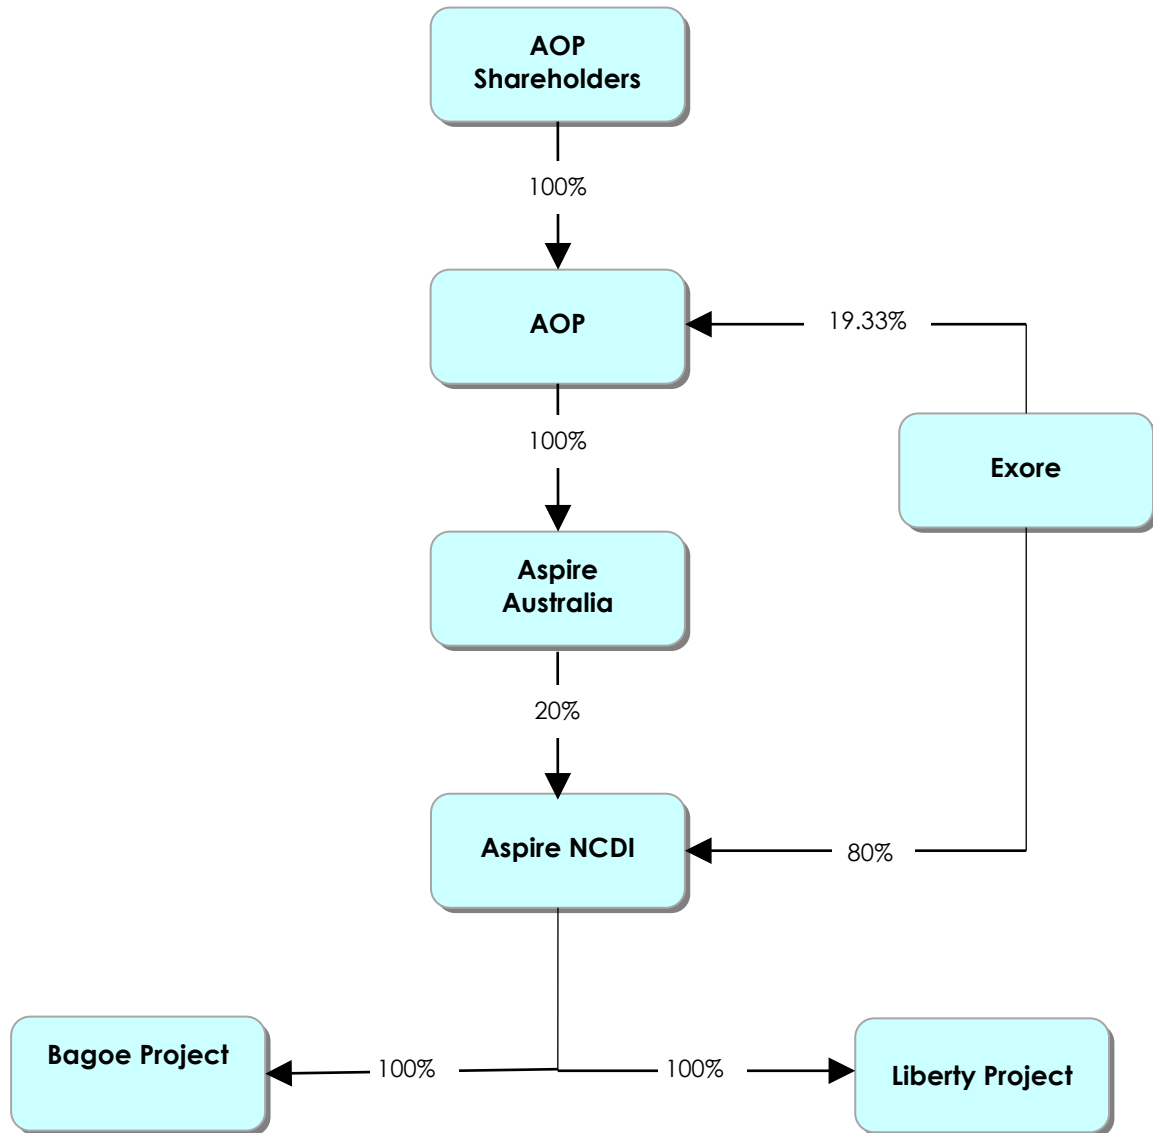 AOP
Shareholders
100%
AOP
19.33%
100%
Exore
Aspire
Australia
20%
Aspire NCDI
80%
Bagoe Project
100%
100%
Liberty Project